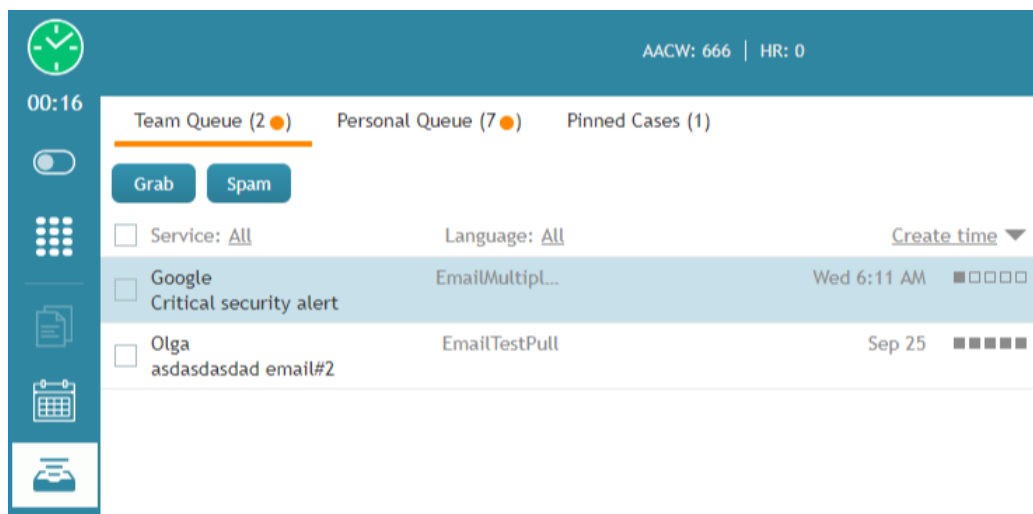 AACW: 666 | HR: 0
00:16
Team Queue (2 ) Personal Queue (7 ) Pinned Cases (1)
Grab Spam
Service: All Language: All Create time
Google EmailMultipl... Wed 6:11 AM
Critical security alert
Olga EmailTestPull Sep 25
asdasdasdad email#2